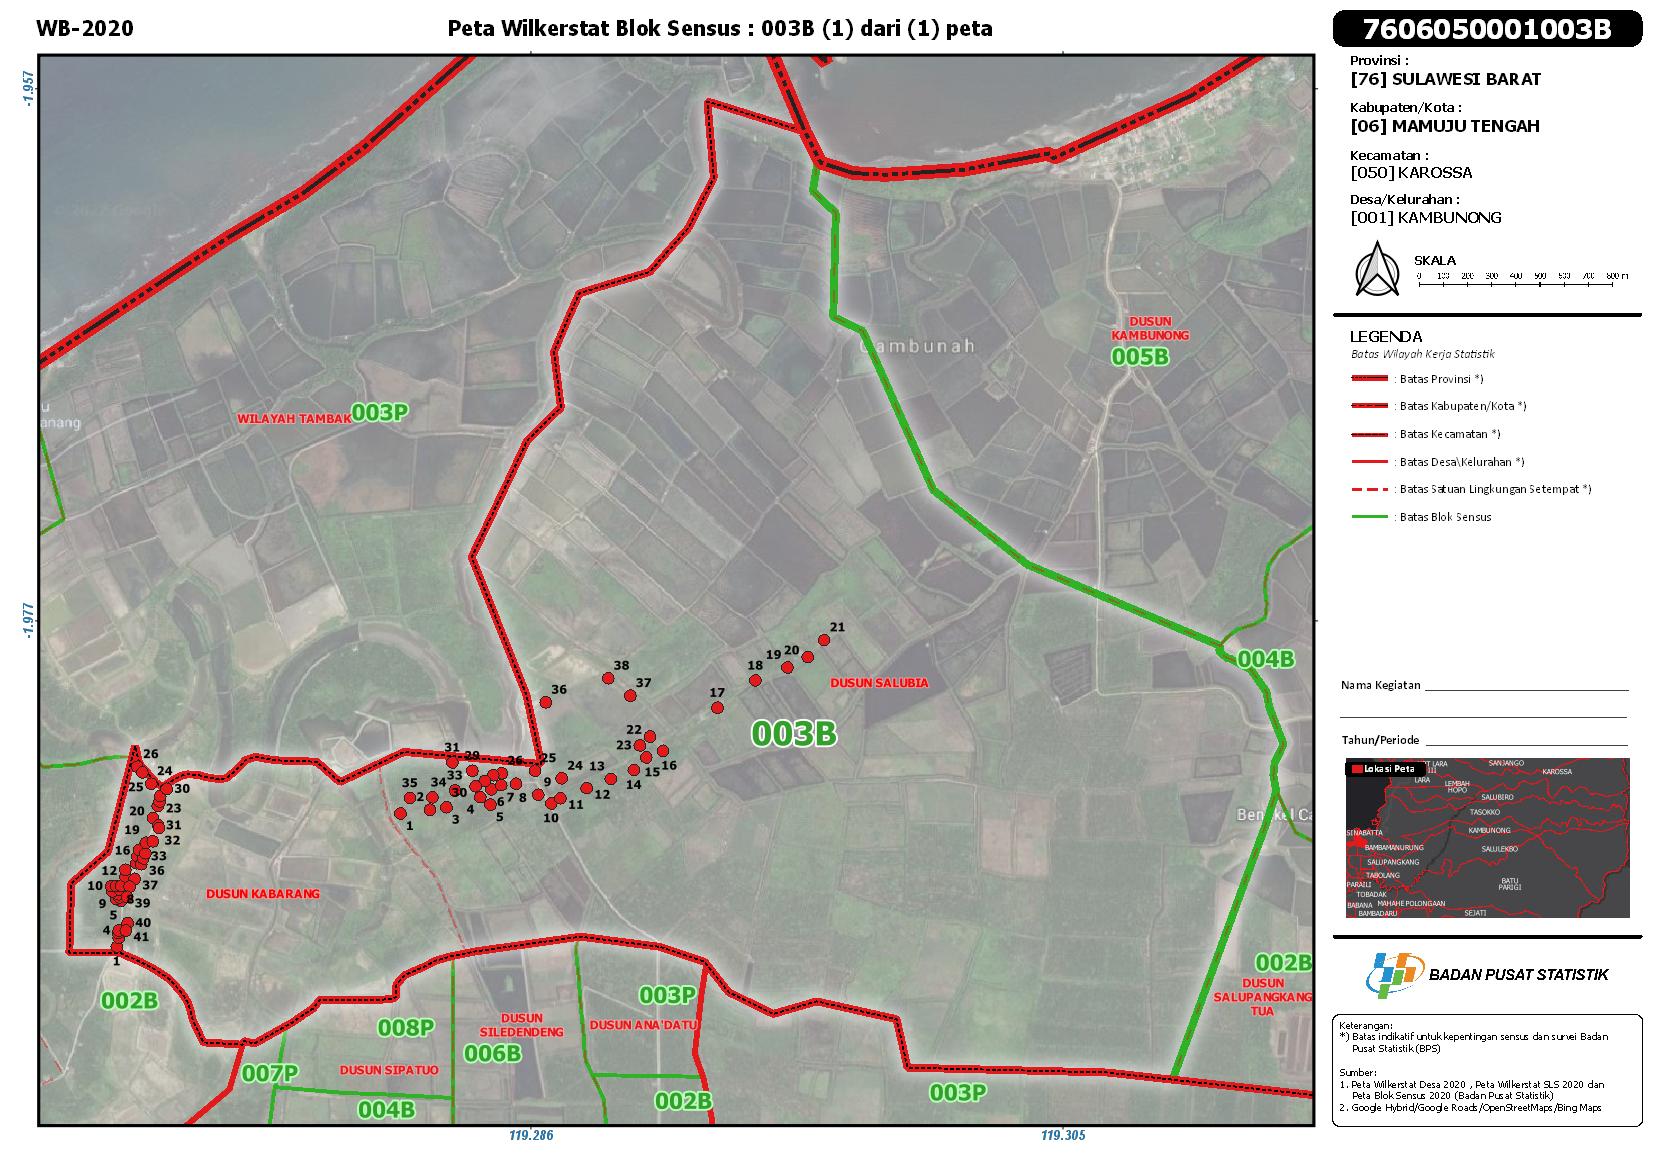 WB-2020
Peta Wilkerstat Blok Sensus : 003B (1) dari (1) peta
7606050001003B
Provinsi :
[76] SULAWESI BARAT
Kabupaten/Kota :
[06] MAMUJU TENGAH
Kecamatan :
[050] KAROSSA
Desa/Kelurahan :
[001] KAMBUNONG
SKALA
0 100 200 300 400 500 600 700 800 m
LEGENDA
Batas Wilayah Kerja Statistik
: Batas Provinsi *)
: Batas Kabupaten/Kota *)
: Batas Kecamatan *)
: Batas Desa\Kelurahan *)
: Batas Satuan Lingkungan Setempat *)
: Batas Blok Sensus
Nama Kegiatan
Tahun/Periode
Lokasi Peta
LARA
SANJANGO
KAROSSA
LEMBAH
HOPO
SALUBIRO
TASOKKO
KAMBUNONG
SINABATTA
BAMBAMANURUNG
SALULEKBO
SALUPANGKANG
TABOLANG
PARAILI
TOBADAK
BATU
PARIGI
BABANA
MAHAHE
POLONGAAN
BAMBADARU
SEJATI
BADAN PUSAT STATISTIK
Keterangan:
*) Batas indikatif untuk kepentingan sensus dan survei Badan
Pusat Statistik (BPS)
Sumber:
1. Peta Wilkerstat Desa 2020 , Peta Wilkerstat SLS 2020 dan
Peta Blok Sensus 2020 (Badan Pusat Statistik)
2. Google Hybrid/Google Roads/OpenStreetMaps/Bing Maps
-1.957
-1.977
119.286
119.305
DUSUN
KAMBUNONG
005B
Gambunah
WILAYAH TAMBAK
003P
anang
004B
DUSUN SALUBIA
003B
21
20
19
18
17
38
37
36
22
23
16
15
14
13
12
24
25
11
10
9
8
7
26
6
5
4
29
31
33
30
34
35
2
3
1
26
24
25
30
23
20
31
19
32
16
33
12
36
10
37
9
8
39
5
40
4
41
1
DUSUN KABARANG
002B
008P
007P
DUSUN SIPATUO
004B
DUSUN
SILEDENDENG
006B
003P
DUSUN ANA'DATU
002B
003P
002B
DUSUN
SALUPANGKANG
TUA